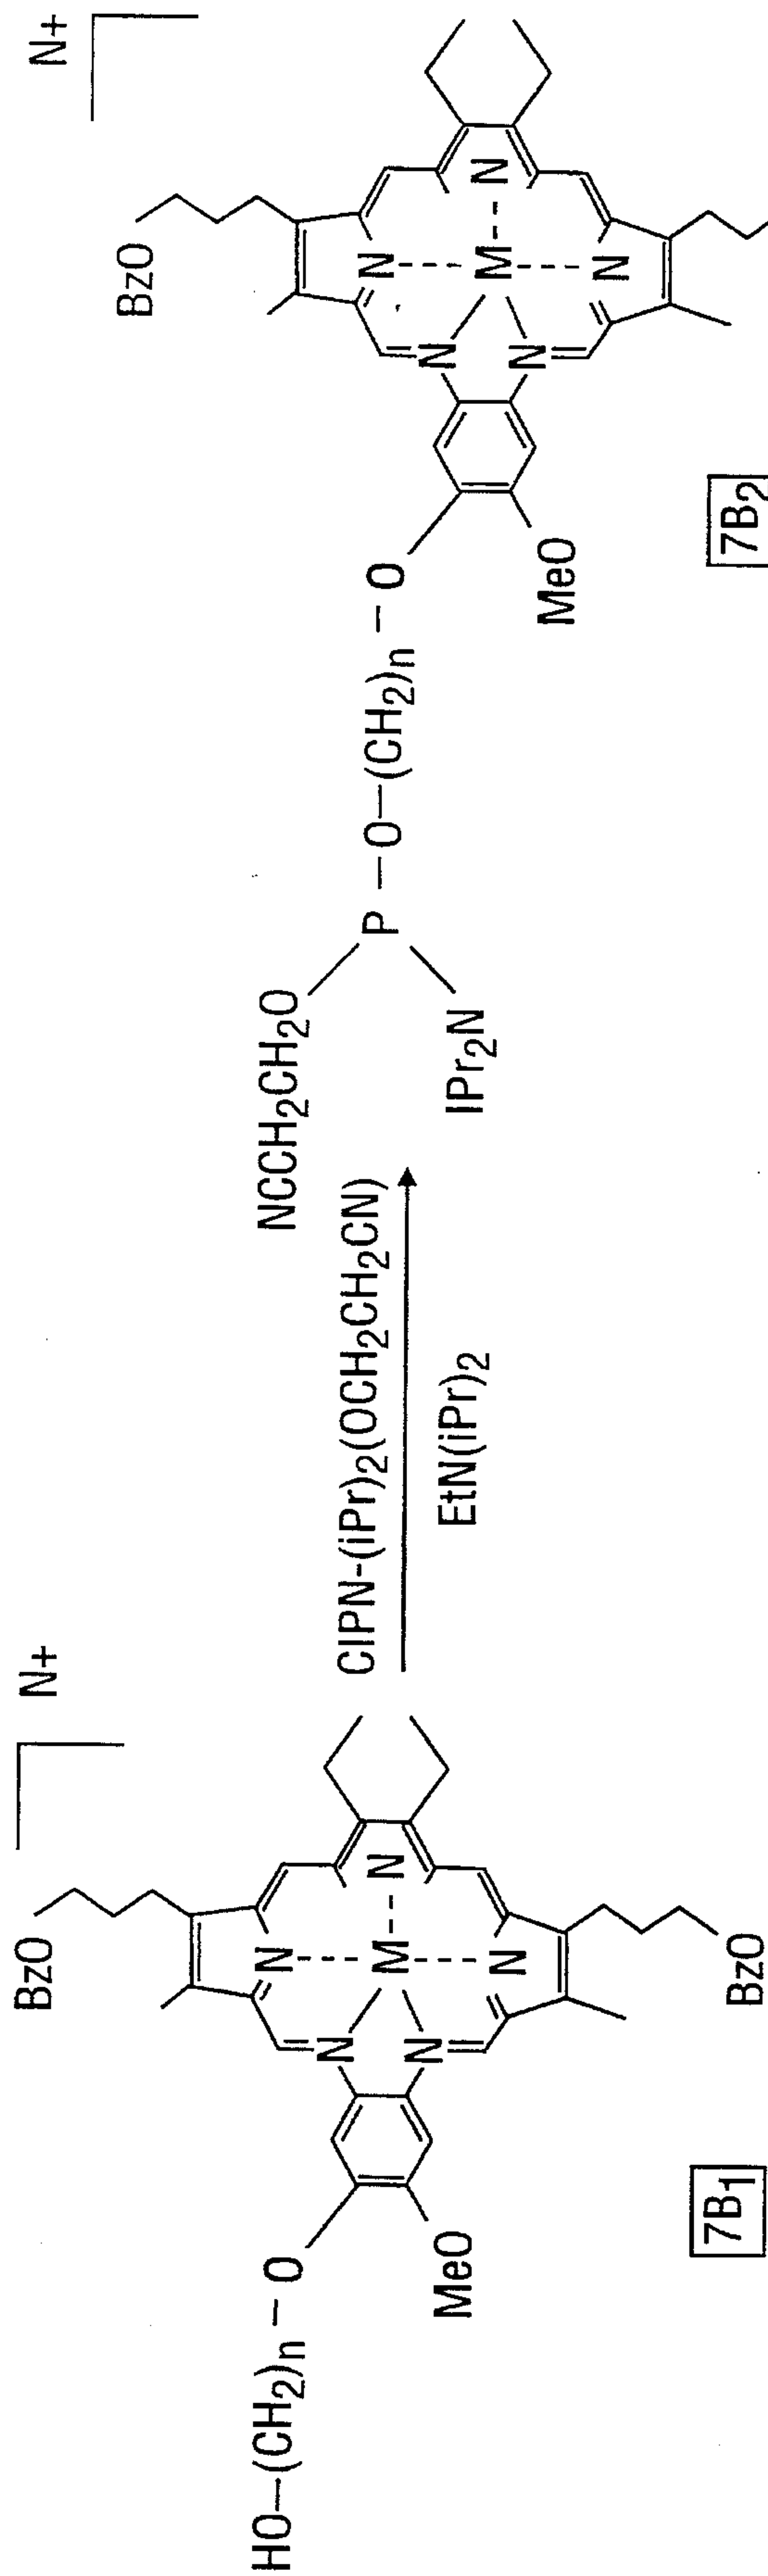 BzO
N+
HO—(CH2)n — O
MeO
N
N
N
N
N
M
BzO
7B1
ClPN-(iPr)2(OCH2CH2CN)
EtN(iPr)2
NCCH2CH2O
P —O—(CH2)n — O
IPr2N
MeO
BzO
N+
N
N
N
N
N
M
7B2